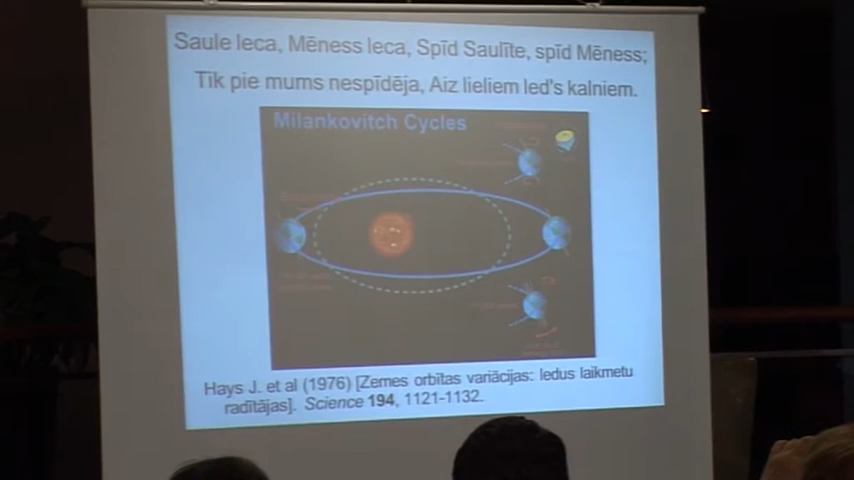 Saule leca, Mēness leca, Spīd Saulīte, spīd Mēness;
Tik pie mums nespīdēja, Aiz lieliem led's kalniem.
Milankovitch Cycles
Hays J. et al (1976) [Zemes orbītas variācijas: ledus laikmetu
radītājas]. Science 194, 1121-1132.